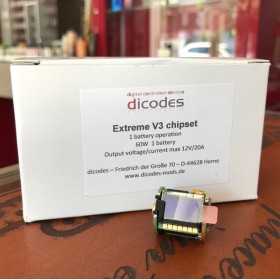 digital controlled devices
dicodes
Extreme V3 chipset
1 battery operation
60W 1 battery
Output voltage/current max 12V/20A
dicodes – Friedrich der Große 70 – D-44628 Herne
www.dicodes-mods.de